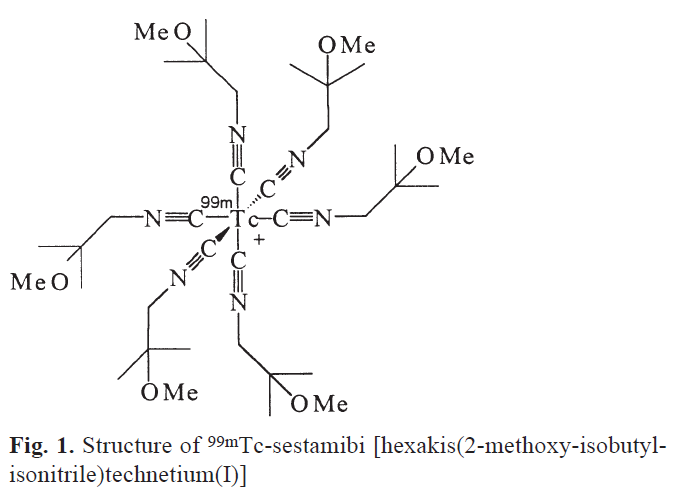 MeO
OMe
N
N
C
C
OMe
99m
N≡C-Tc-C≡N
+
C
C
MeO
N
N
OMe
OMe
Fig. 1. Structure of 99mTc-sestamibi [hexakis(2-methoxy-isobutyl-
isonitrile)technetium(I)]